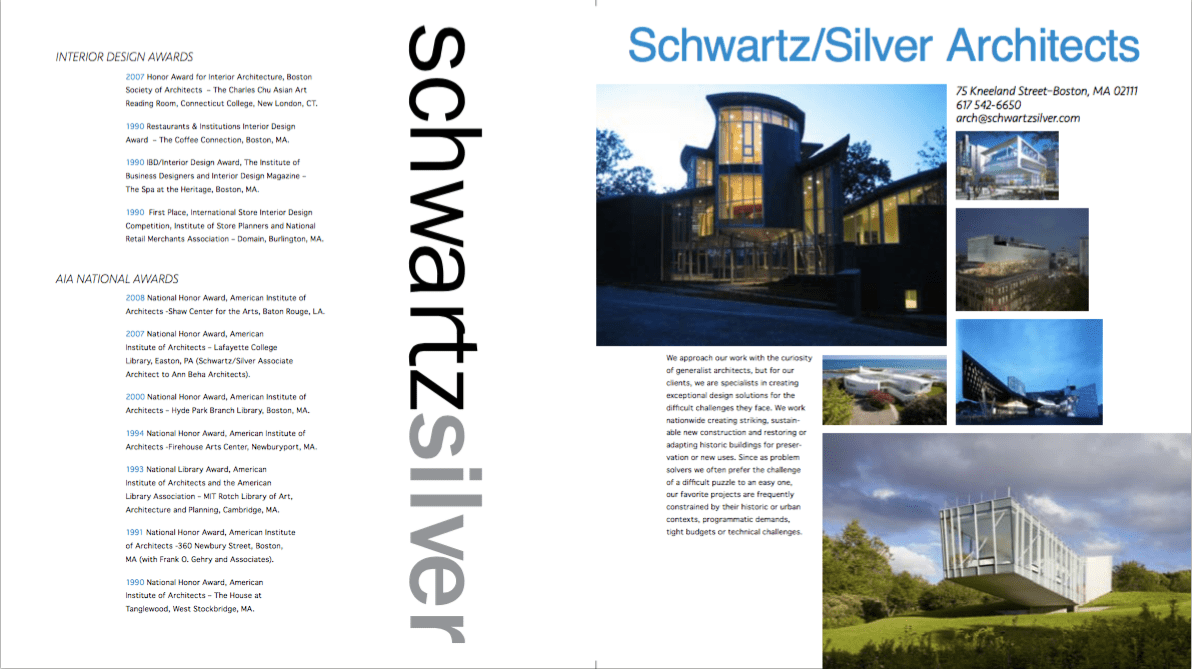 INTERIOR DESIGN AWARDS
2007 Honor Award for Interior Architecture, Boston
Society of Architects – The Charles Chu Asian Art
Reading Room, Connecticut College, New London, CT.
1990 Restaurants & Institutions Interior Design
Award – The Coffee Connection, Boston, MA.
1990 IBD/Interior Design Award, The Institute of
Business Designers and Interior Design Magazine –
The Spa at the Heritage, Boston, MA.
1990 First Place, International Store Interior Design
Competition, Institute of Store Planners and National
Retail Merchants Association – Domain, Burlington, MA.
AIA NATIONAL AWARDS
2008 National Honor Award, American Institute of
Architects -Shaw Center for the Arts, Baton Rouge, LA.
2007 National Honor Award, American
Institute of Architects – Lafayette College
Library, Easton, PA (Schwartz/Silver Associate
Architect to Ann Beha Architects).
2000 National Honor Award, American Institute of
Architects – Hyde Park Branch Library, Boston, MA.
1994 National Honor Award, American Institute of
Architects -Firehouse Arts Center, Newburyport, MA.
1993 National Library Award, American
Institute of Architects and the American
Library Association – MIT Rotch Library of Art,
Architecture and Planning, Cambridge, MA.
1991 National Honor Award, American Institute
of Architects -360 Newbury Street, Boston,
MA (with Frank O. Gehry and Associates).
1990 National Honor Award, American
Institute of Architects – The House at
Tanglewood, West Stockbridge, MA.
schwartzsilver
Schwartz/Silver Architects
75 Kneeland Street–Boston, MA 02111
617 542-6650
arch@schwartzsilver.com
We approach our work with the curiosity
of generalist architects, but for our
clients, we are specialists in creating
exceptional design solutions for the
difficult challenges they face. We work
nationwide creating striking, sustain-
able new construction and restoring or
adapting historic buildings for preser-
vation or new uses. Since as problem
solvers we often prefer the challenge
of a difficult puzzle to an easy one,
our favorite projects are frequently
constrained by their historic or urban
contexts, programmatic demands,
tight budgets or technical challenges.